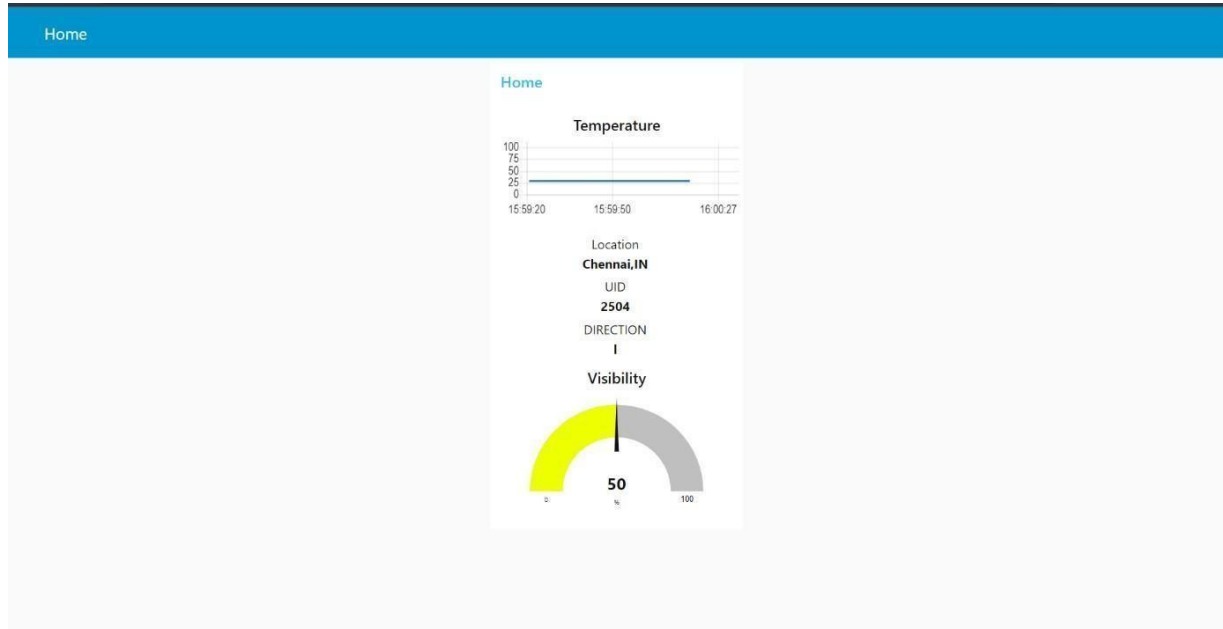 Home
Home
Temperature
100
75
50
25
0
15:59:20 15:59:50 16:00:27
Location
Chennai,IN
UID
2504
DIRECTION
l
Visibility
50
0 % 100